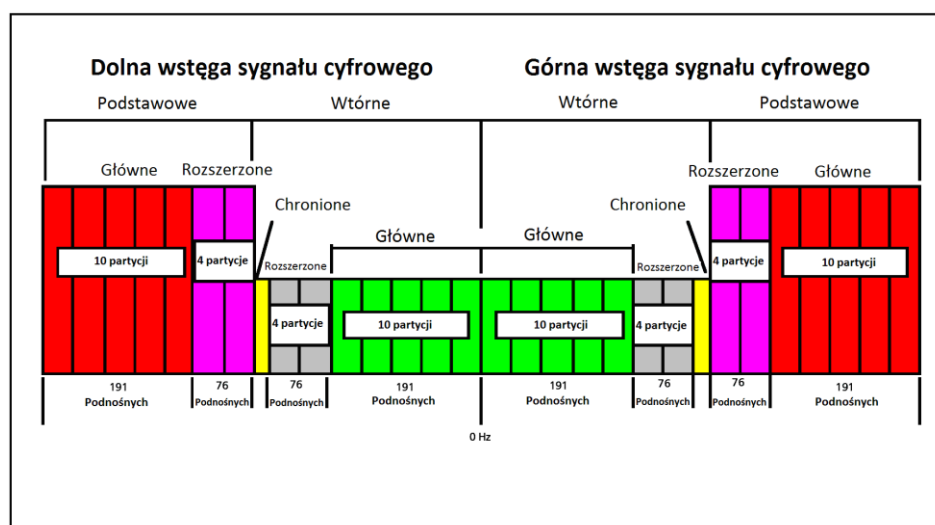 Dolna wstęga sygnału cyfrowego Górna wstęga sygnału cyfrowego
Podstawowe Wtórne Wtórne Podstawowe
Główne Rozszerzone Rozszerzone Główne
Chronione Chronione
Główne Główne
10 partycji 4 partycje 4 partycje 10 partycji
Rozszerzone Rozszerzone
4 partycje 10 partycji 10 partycji 4 partycje
191 76 76 191 191 76 76 191
Podnośnych Podnośnych Podnośnych Podnośnych Podnośnych Podnośnych Podnośnych Podnośnych
0 Hz